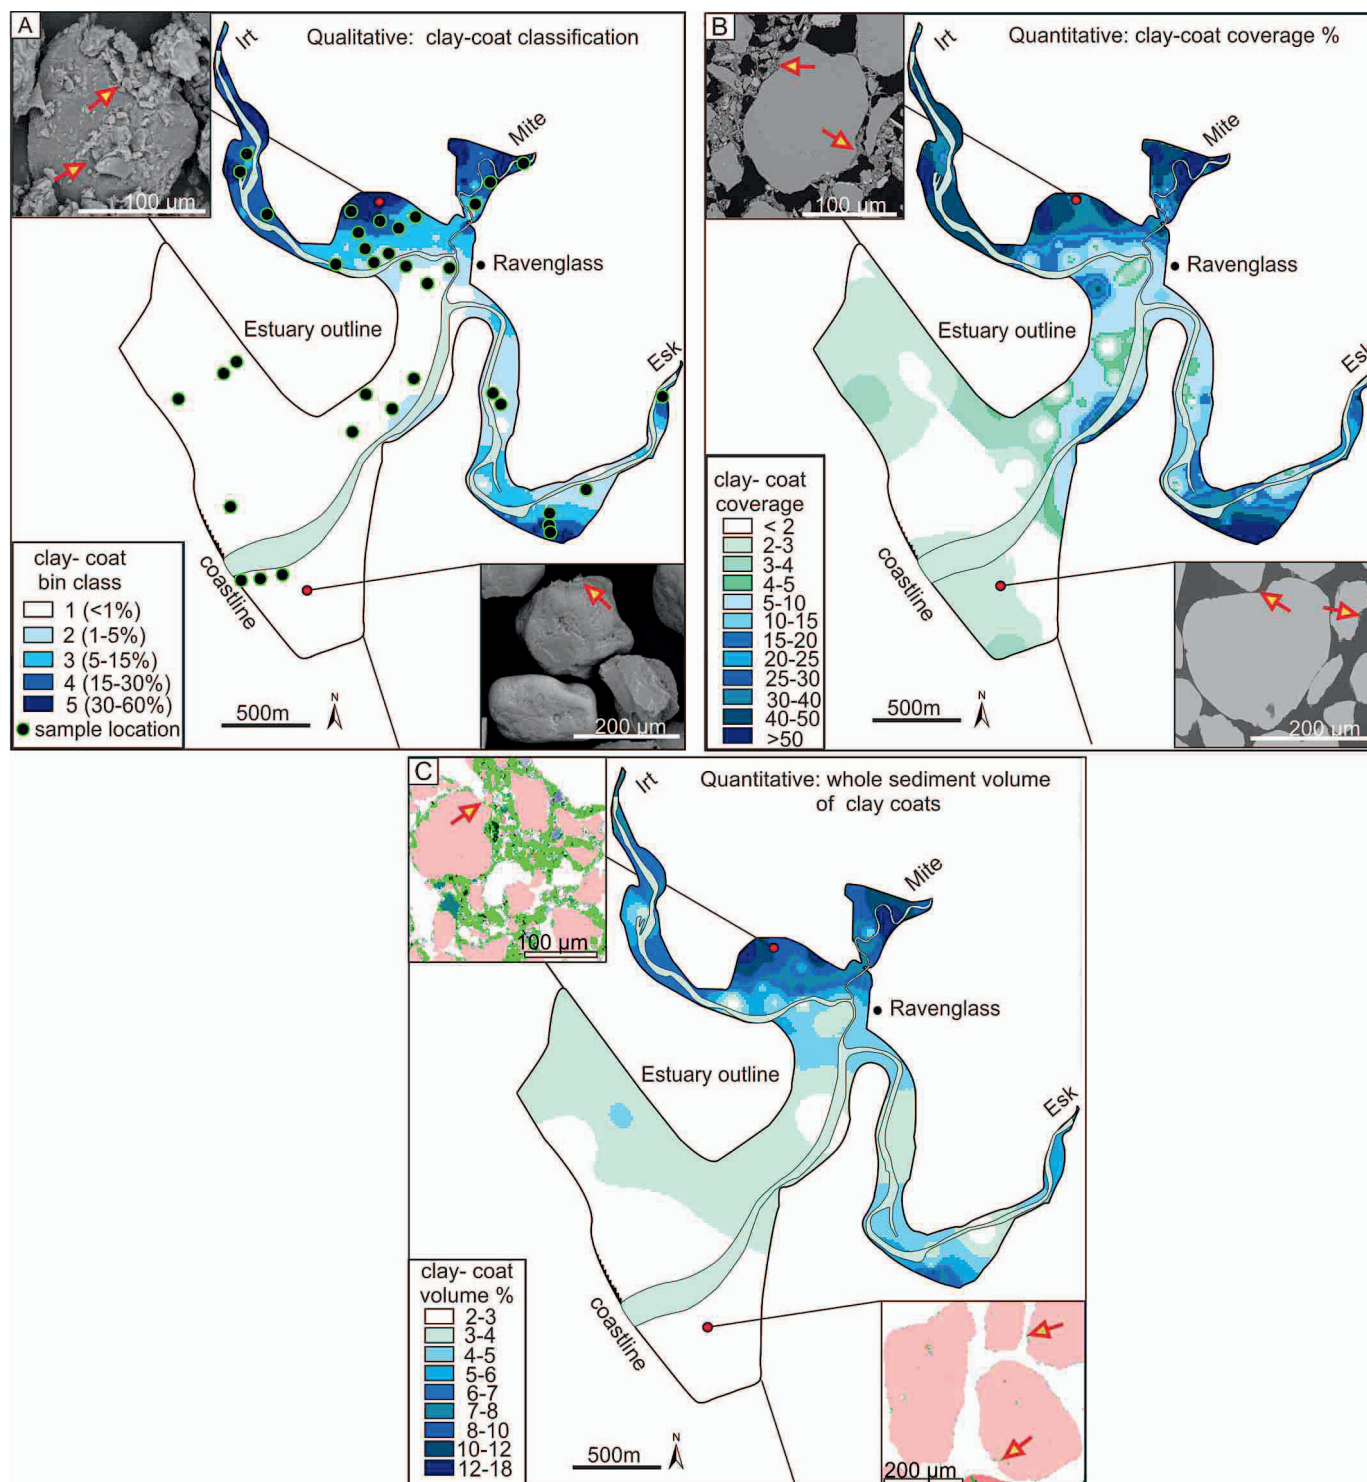 A
Qualitative: clay-coat classification
Irt
Mite
100 µm
Ravenglass
Estuary outline
Esk
coastline
clay- coat
bin class
1 (<1%)
2 (1-5%)
3 (5-15%)
4 (15-30%)
5 (30-60%)
sample location
500m
N
200 µm
B
Quantitative: clay-coat coverage %
Irt
Mite
100 µm
Ravenglass
Estuary outline
Esk
coastline
clay- coat
coverage
< 2
2-3
3-4
4-5
5-10
10-15
15-20
20-25
25-30
30-40
40-50
>50
500m
N
200 µm
C
Quantitative: whole sediment volume
of clay coats
Irt
Mite
100 µm
Ravenglass
Estuary outline
Esk
coastline
clay- coat
volume %
2-3
3-4
4-5
5-6
6-7
7-8
8-10
10-12
12-18
500m
N
200 µm